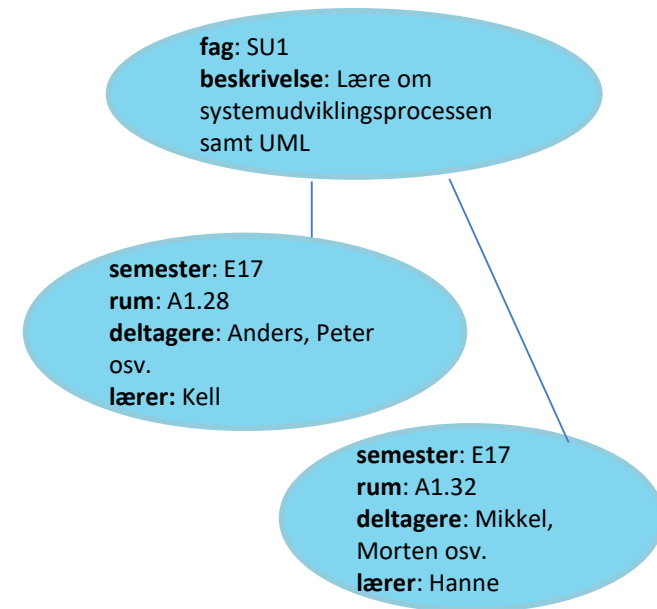 fag: SU1
beskrivelse: Lære om
systemudviklingsprocessen
samt UML
semester: E17
rum: A1.28
deltagere: Anders, Peter
osv.
lærer: Kell
semester: E17
rum: A1.32
deltagere: Mikkel,
Morten osv.
lærer: Hanne